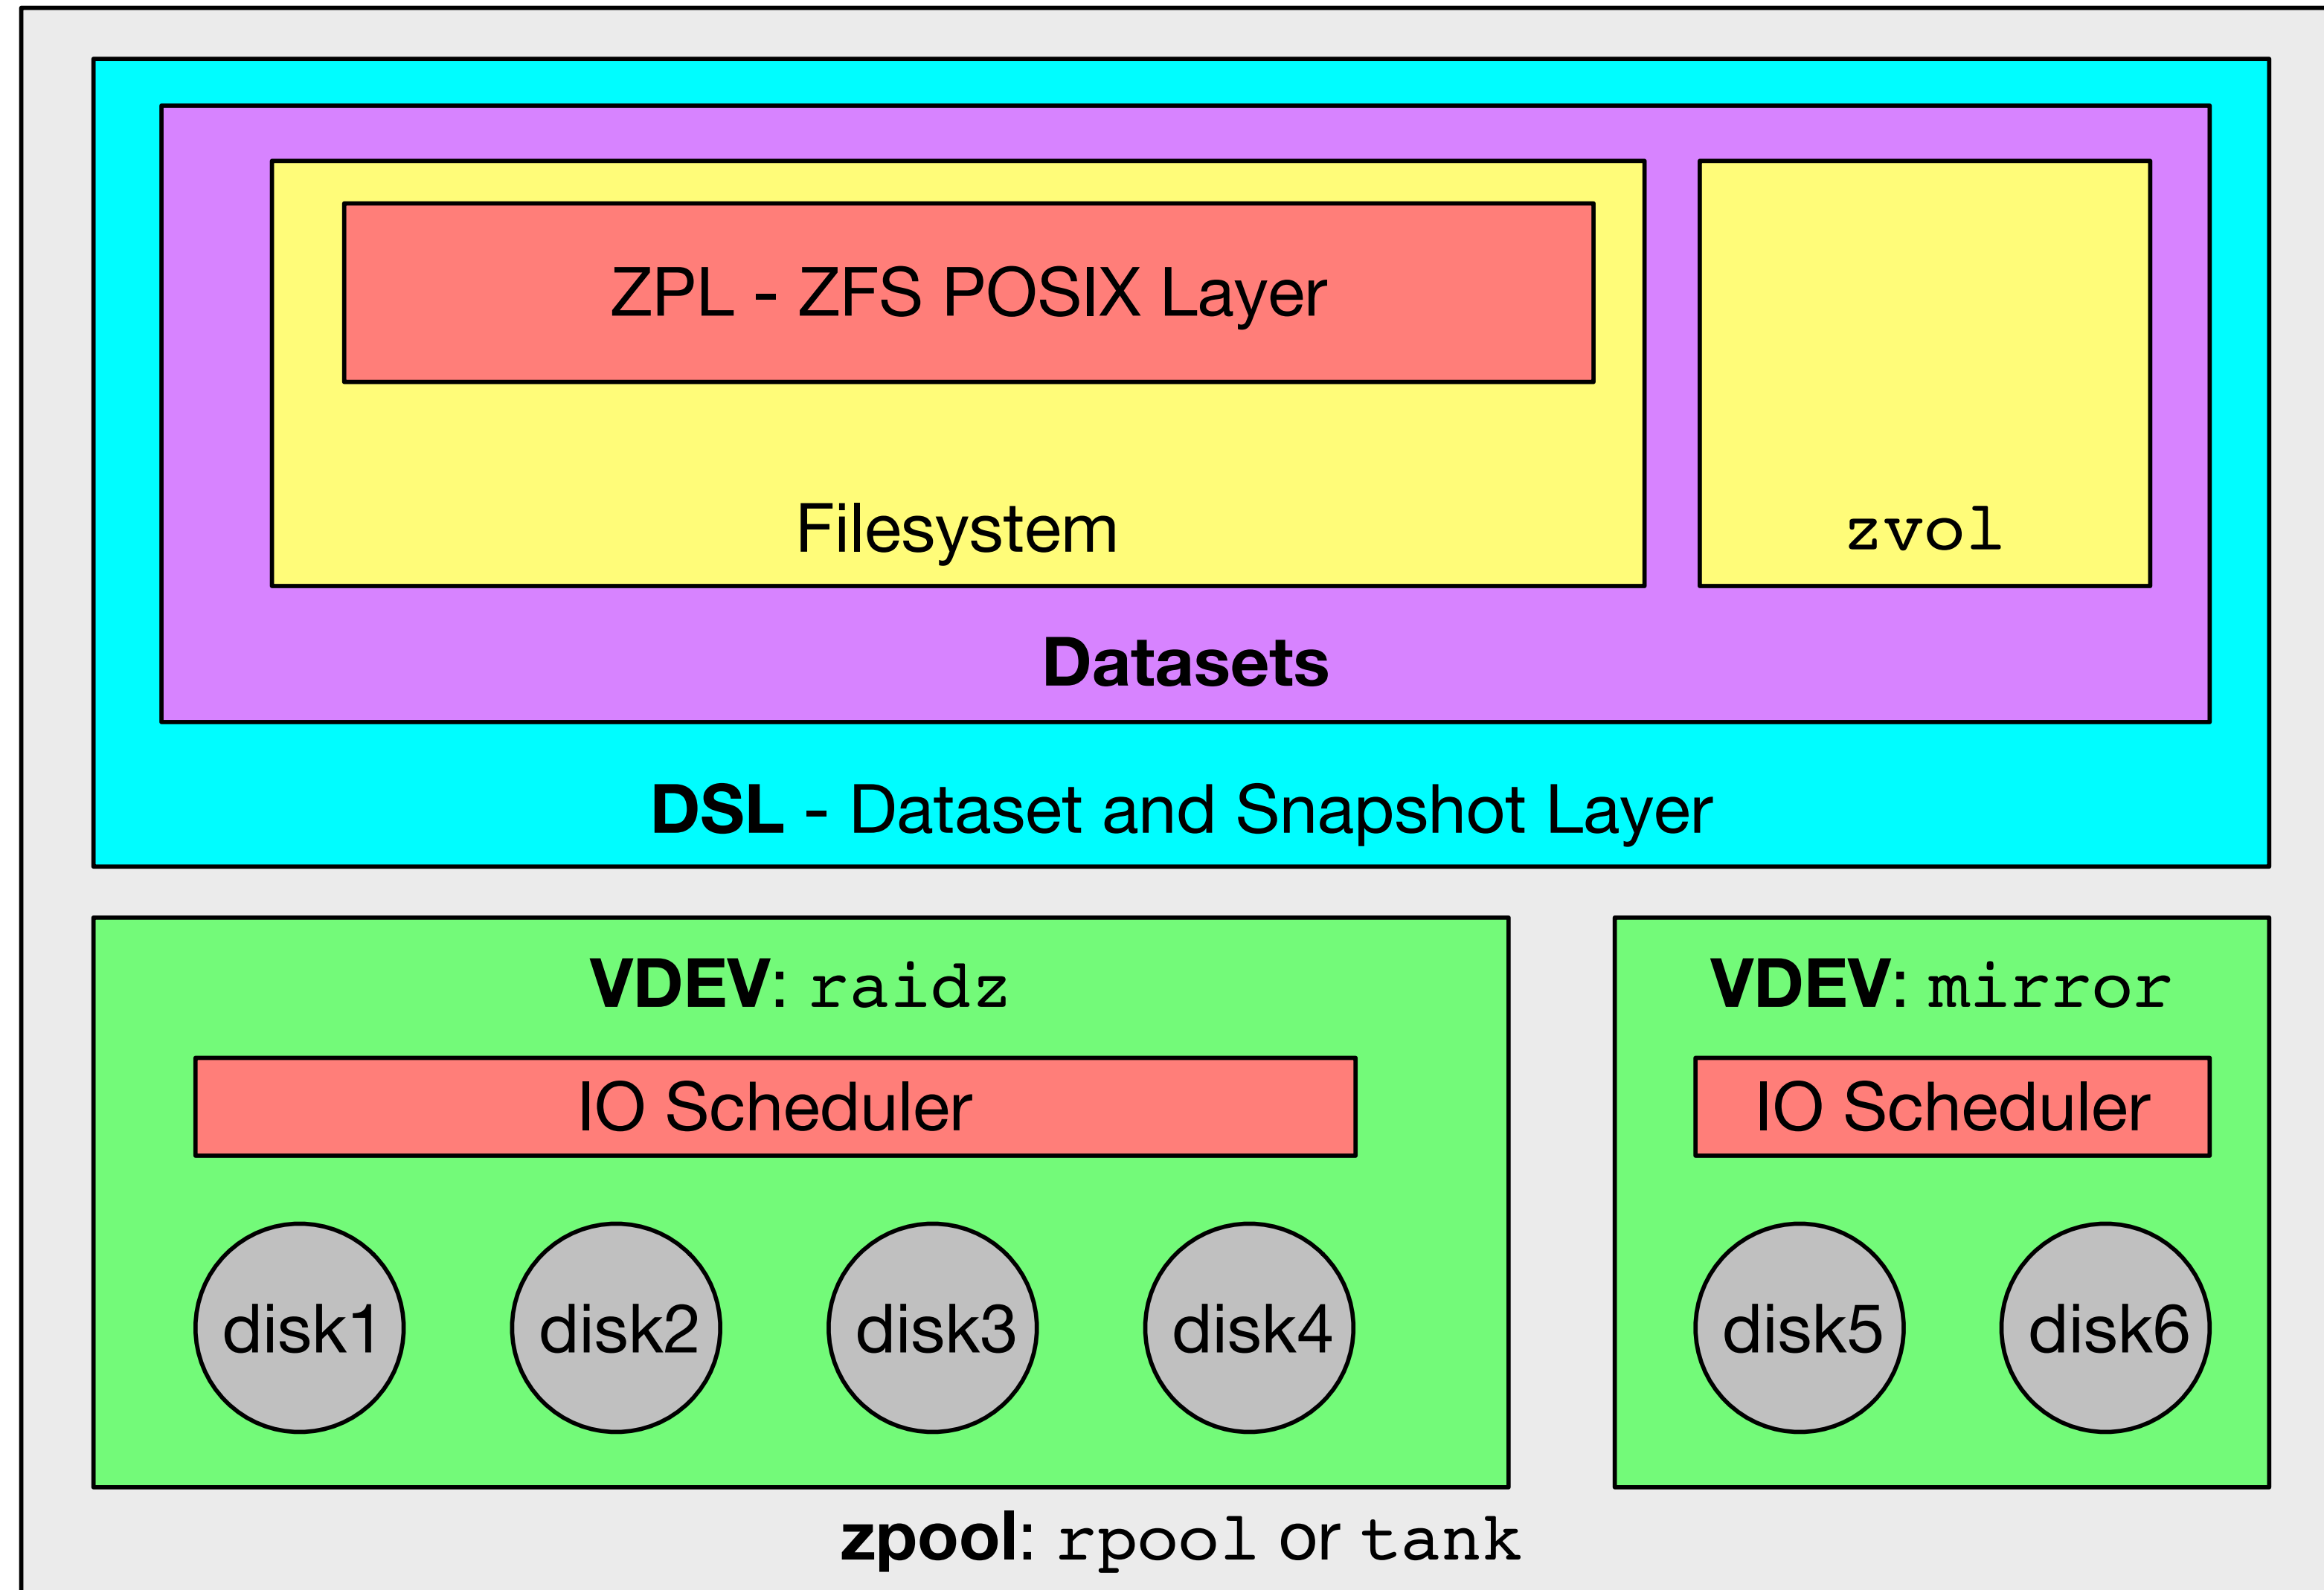 ZPL - ZFS POSIX Layer
Filesystem
zvol
Datasets
DSL - Dataset and Snapshot Layer
VDEV: raidz
IO Scheduler
disk1
disk2
disk3
disk4
VDEV: mirror
IO Scheduler
disk5
disk6
zpool: rpool or tank